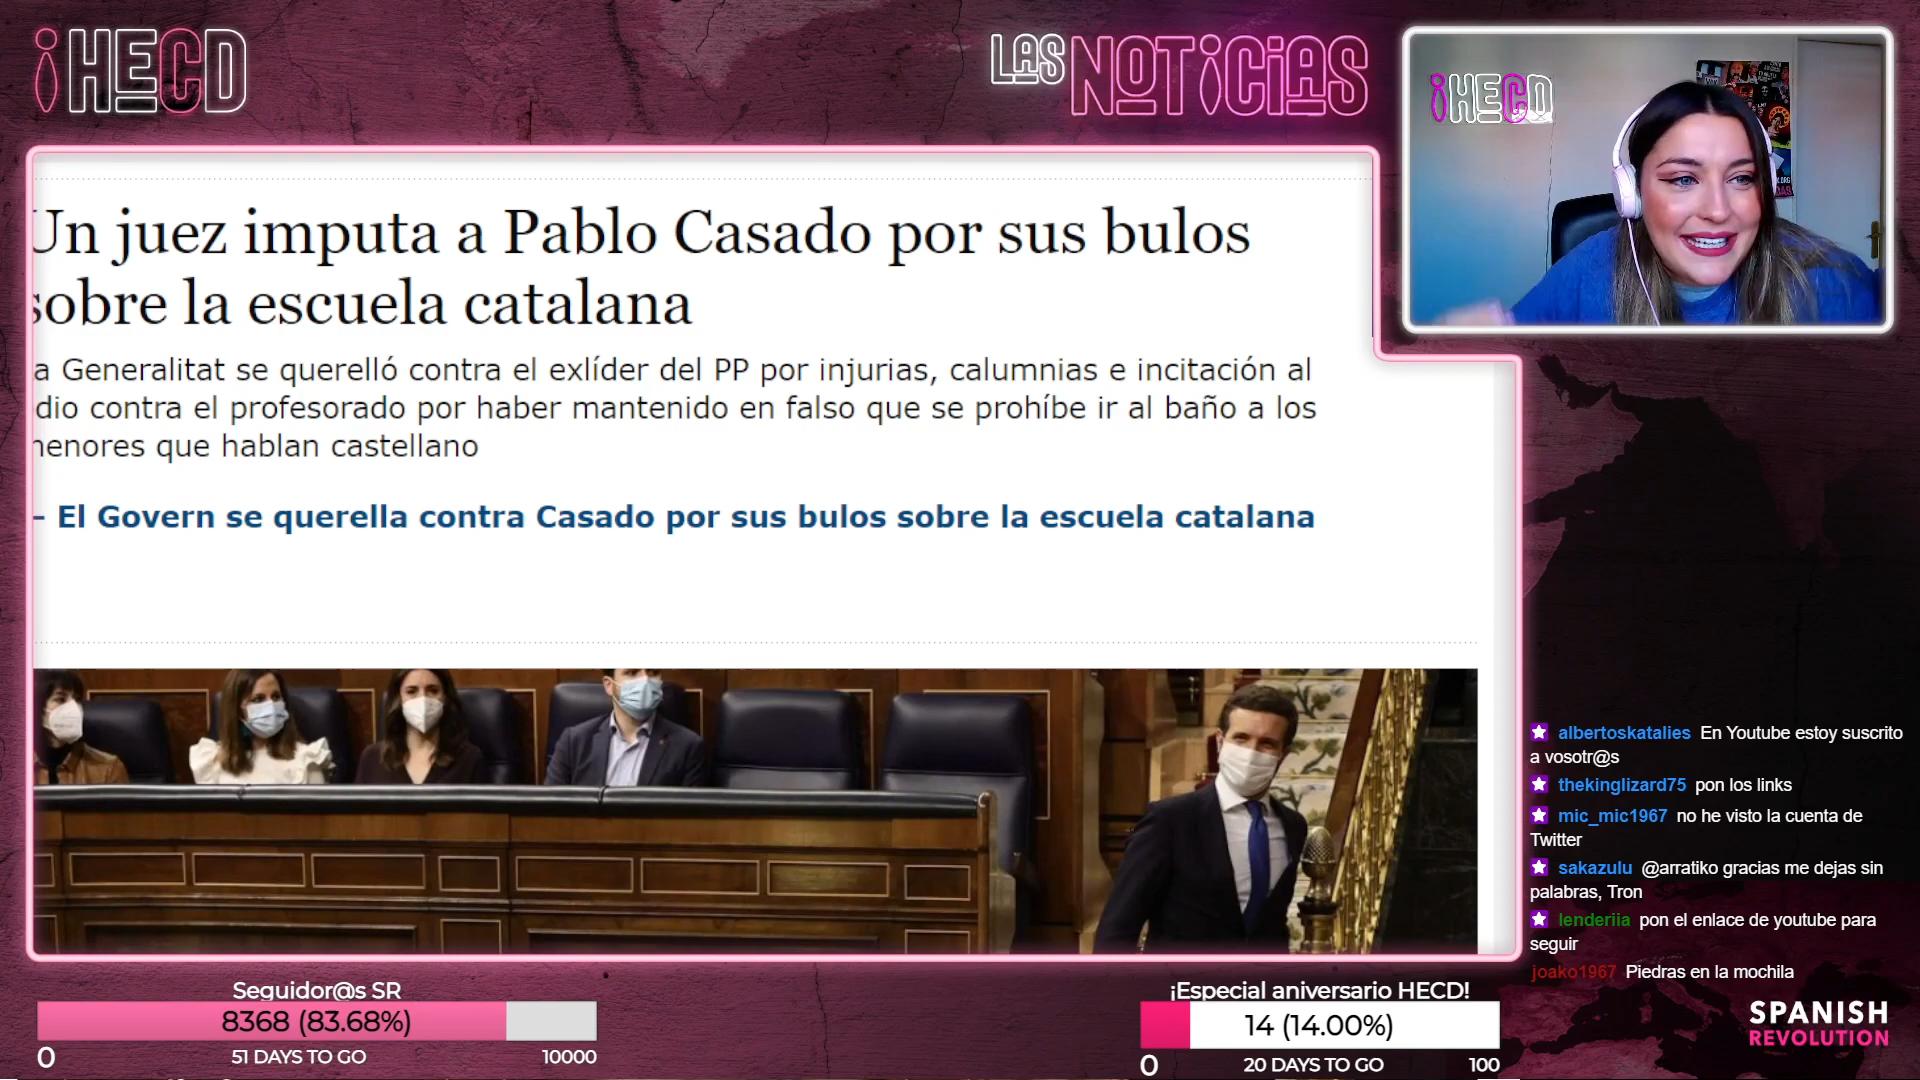 ¡HECD
LAS NOTiCiAS
¡HECD
Un juez imputa a Pablo Casado por sus bulos
sobre la escuela catalana
a Generalitat se querelló contra el exlíder del PP por injurias, calumnias e incitación al
dio contra el profesorado por haber mantenido en falso que se prohíbe ir al baño a los
enores que hablan castellano
– El Govern se querella contra Casado por sus bulos sobre la escuela catalana
albertoskatalies En Youtube estoy suscrito
a vosotr@s
thekinglizard75 pon los links
mic_mic1967 no he visto la cuenta de
Twitter
sakazulu @arratiko gracias me dejas sin
palabras, Tron
lenderiia pon el enlace de youtube para
seguir
joako1967 Piedras en la mochila
Seguidor@s SR
8368 (83.68%)
0 51 DAYS TO GO 10000
¡Especial aniversario HECD!
14 (14.00%)
0 20 DAYS TO GO 100
SPANISH
REVOLUTION